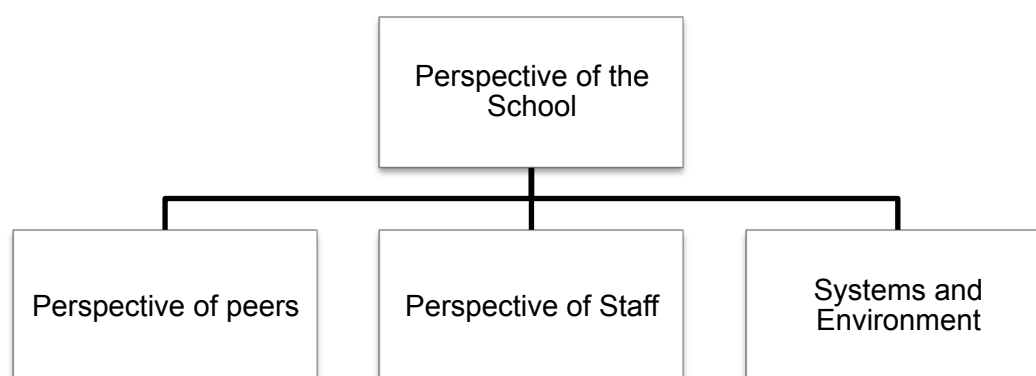 Perspective of the
School
Perspective of peers
Perspective of Staff
Systems and
Environment